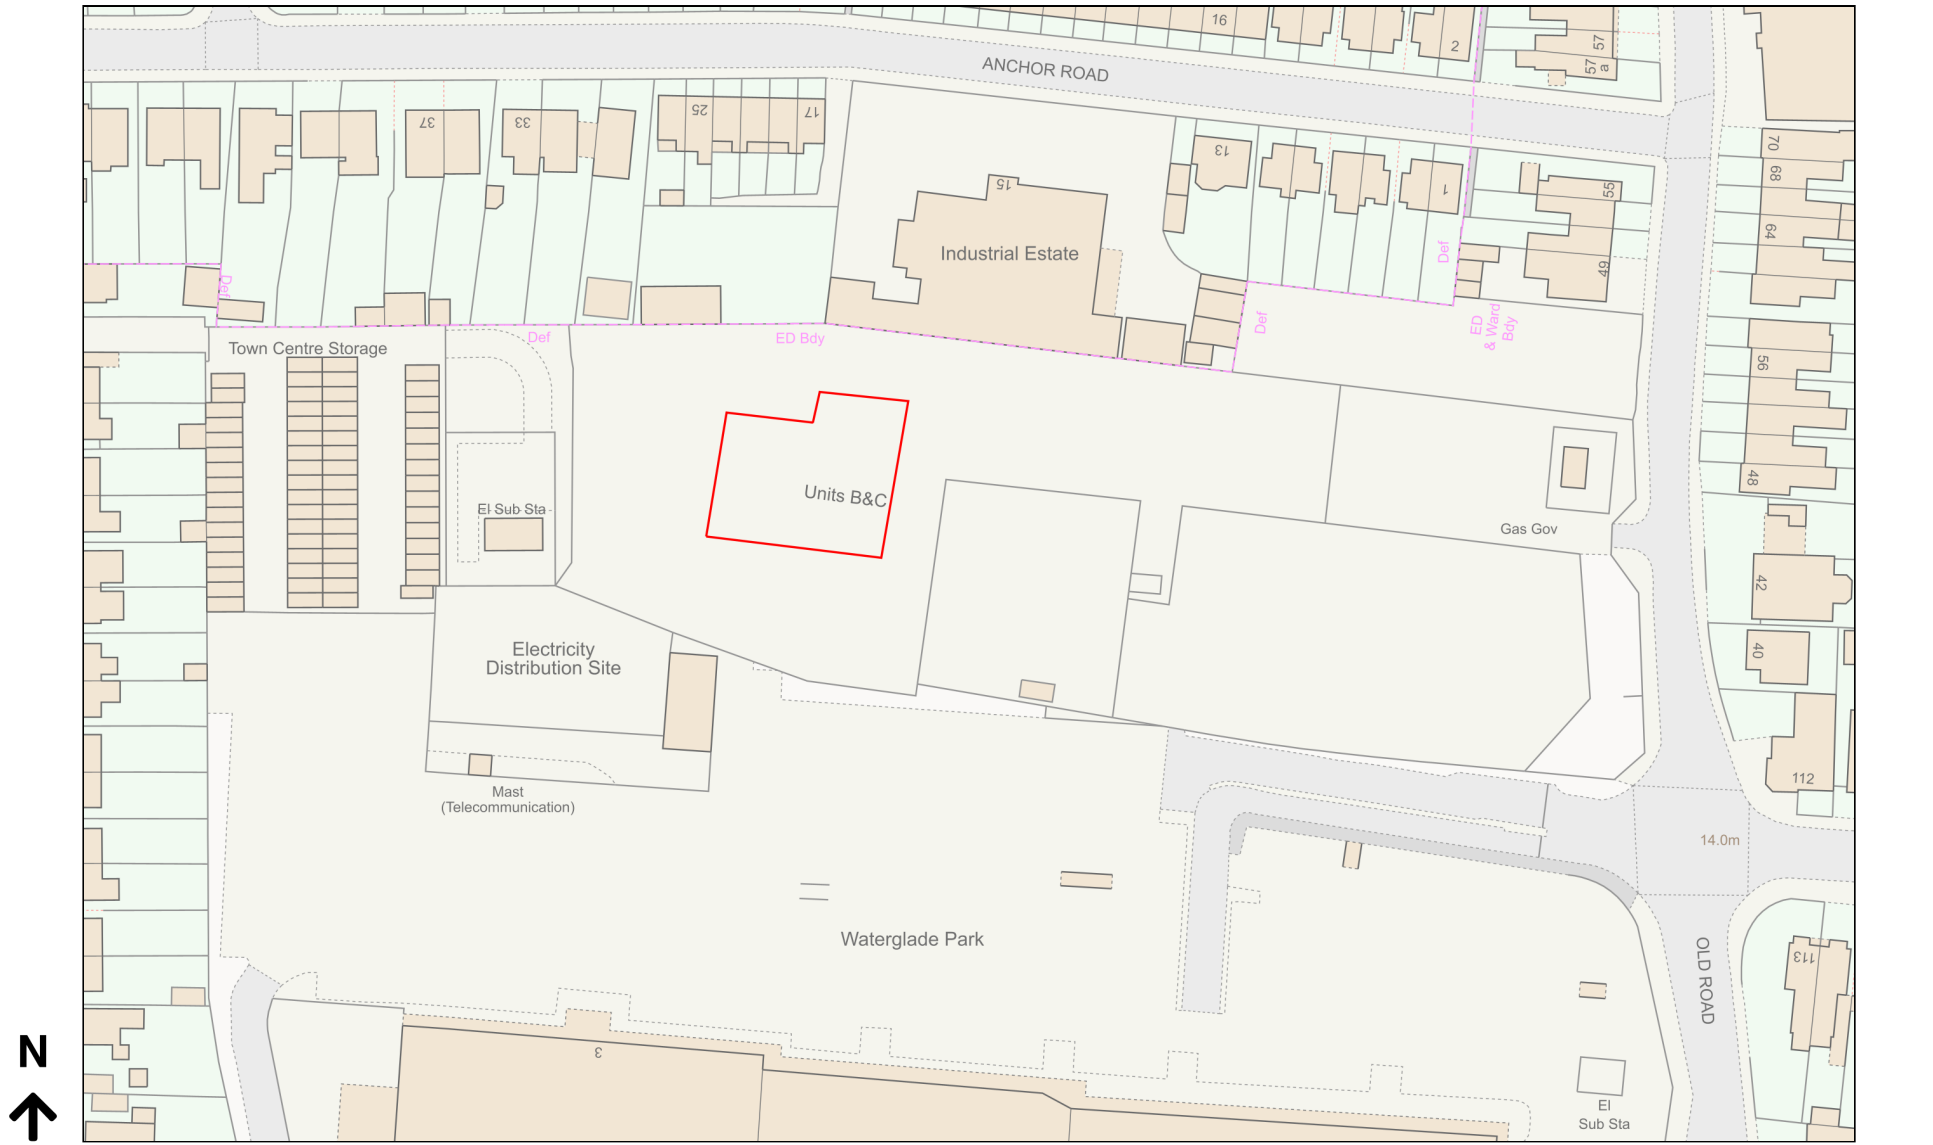 16
2
57
57
a
ANCHOR ROAD
37
33
25
17
15
13
1
55
49
70
68
64
56
48
42
40
112
Industrial Estate
Def
Def
Def
Def
ED Bdy
ED
& Ward
Bdy
Town Centre Storage
Units B&C
El Sub Sta
Gas Gov
Electricity
Distribution Site
Mast
(Telecommunication)
14.0m
Waterglade Park
OLD ROAD
113
3
El
Sub Sta
N